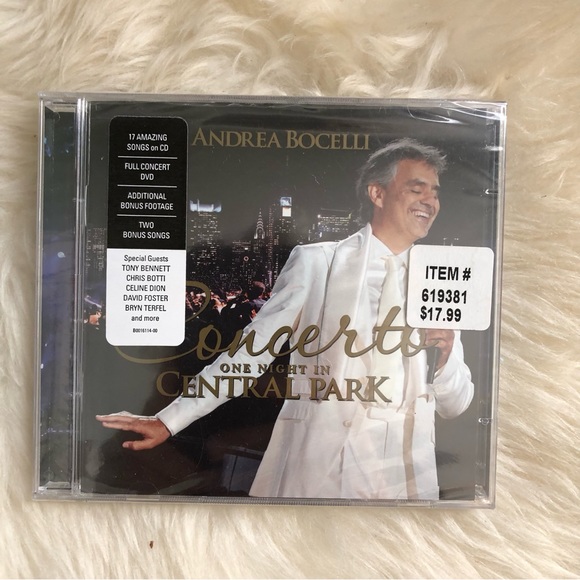 17 AMAZING
SONGS on CD
FULL CONCERT
DVD
ADDITIONAL
BONUS FOOTAGE
TWO
BONUS SONGS
Special Guests
TONY BENNETT
CHRIS BOTTI
CELINE DION
DAVID FOSTER
BRYN TERFEL
and more
B0016114-00
ANDREA BOCELLI
ITEM #
619381
$17.99
Concerto
ONE NIGHT IN
CENTRAL PARK